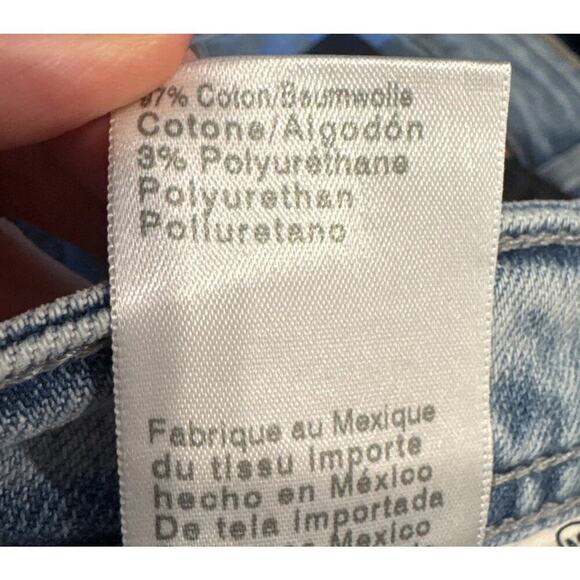 97% Coton/Baumwolle
Cotone/Algodón
3% Polyuréthane
Polyurethan
Poliuretano
Fabrique au Mexique
du tissu importe
hecho en México
De tela importada
México